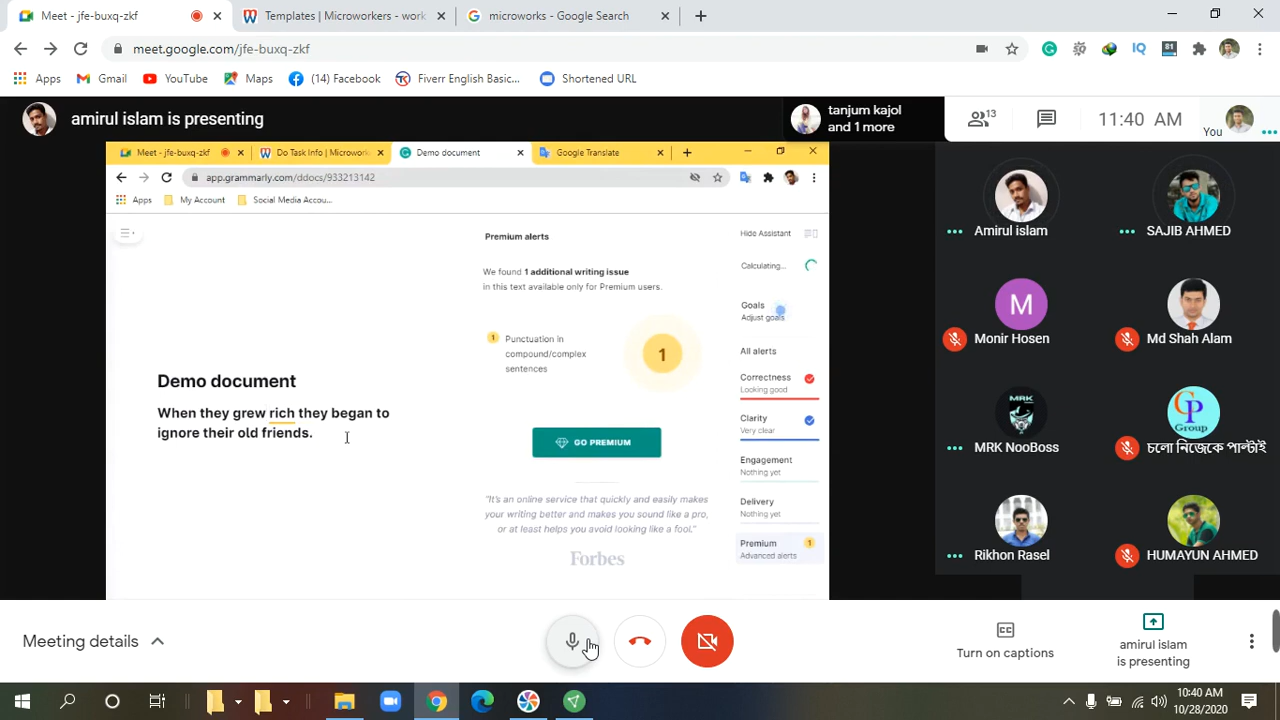 Meet - jfe-buxq-zkf
Templates | Microworkers - work
microworks - Google Search
meet.google.com/jfe-buxq-zkf
IQ
81
Apps
Gmail
YouTube
Maps
(14) Facebook
Fiverr English Basic...
Shortened URL
amirul islam is presenting
tanjum kajol
and 1 more
13
11:40 AM
You
Meet - jfe-buxq-zkf
Do Task Info | Microwork
Demo document
Google Translate
app.grammarly.com/ddocs/933213142
Apps
My Account
Social Media Accou...
Premium alerts
We found 1 additional writing issue
in this text available only for Premium users.
1
Punctuation in
compound/complex
sentences
1
GO PREMIUM
"It's an online service that quickly and easily makes
your writing better and makes you sound like a pro,
or at least helps you avoid looking like a fool."
Forbes
Demo document
When they grew rich they began to
ignore their old friends.
Hide Assistant
Calculating...
Goals
Adjust goals
All alerts
Correctness
Looking good
Clarity
Very clear
Engagement
Nothing yet
Delivery
Nothing yet
Premium
1
Advanced alerts
Amirul islam
SAJIB AHMED
M
Monir Hosen
Md Shah Alam
MRK
MRK NooBoss
CP
Group
চলো নিজেকে পাল্টাই
Rikhon Rasel
HUMAYUN AHMED
Meeting details
CC
Turn on captions
amirul islam
is presenting
10:40 AM
10/28/2020